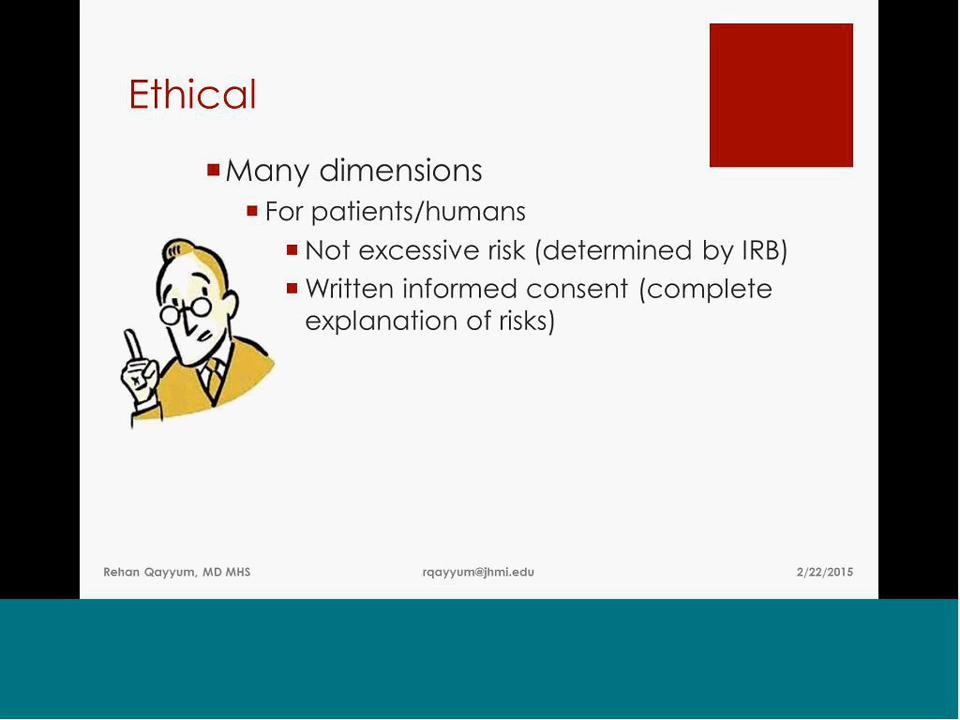 Ethical
Many dimensions
For patients/humans
Not excessive risk (determined by IRB)
Written informed consent (complete
explanation of risks)
Rehan Qayyum, MD MHS rqayyum@jhmi.edu 2/22/2015